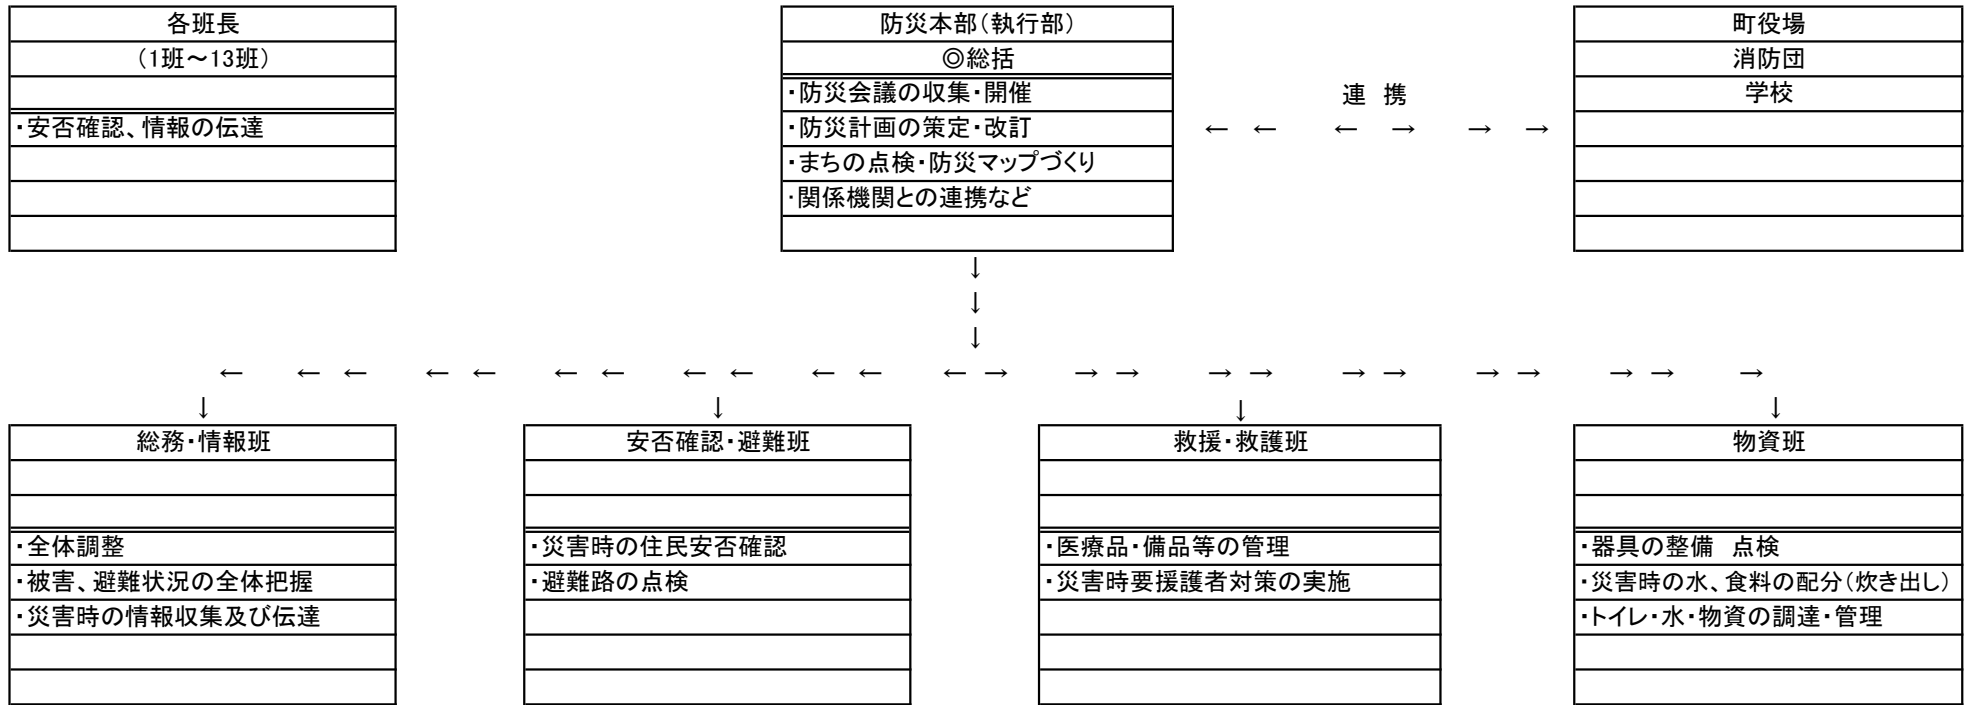 各班長
（1班～13班）
・安否確認、情報の伝達
防災本部（執行部）
◎総括
・防災会議の収集・開催
・防災計画の策定・改訂
・まちの点検・防災マップづくり
・関係機関との連携など
連 携
← ← ← → → →
町役場
消防団
学校
↓
↓
↓
← ← ← ← ← ← ← ← ← ← ← ← → → → → → → → → → → → →
↓ ↓ ↓ ↓
総務・情報班
・全体調整
・被害、避難状況の全体把握
・災害時の情報収集及び伝達
安否確認・避難班
・災害時の住民安否確認
・避難路の点検
救援・救護班
・医療品・備品等の管理
・災害時要援護者対策の実施
物資班
・器具の整備 点検
・災害時の水、食料の配分（炊き出し）
・トイレ・水・物資の調達・管理